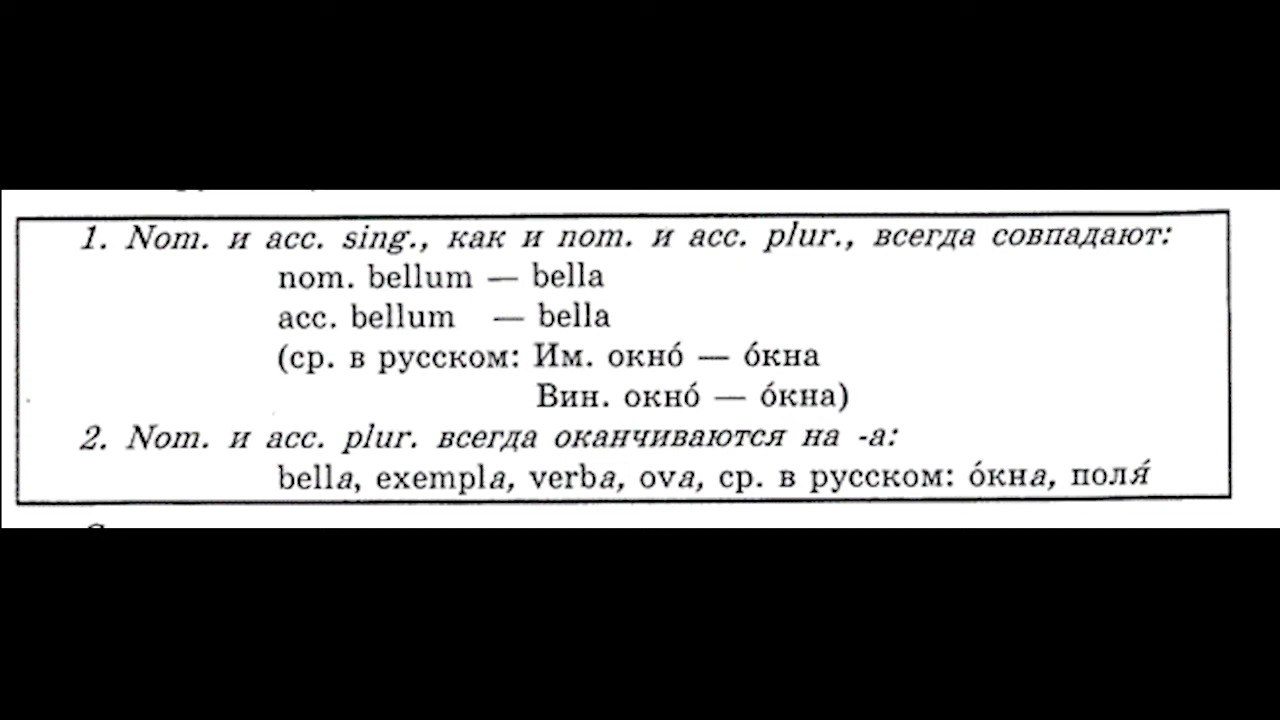 1. Nom. и acc. sing., как и nom. и acc. plur., всегда совпадают:
nom. bellum — bella
acc. bellum — bella
(ср. в русском: Им. окно́ — о́кна
Вин. окно́ — о́кна)
2. Nom. и acc. plur. всегда оканчиваются на -a:
bella, exempla, verba, ova, ср. в русском: о́кна, поля́